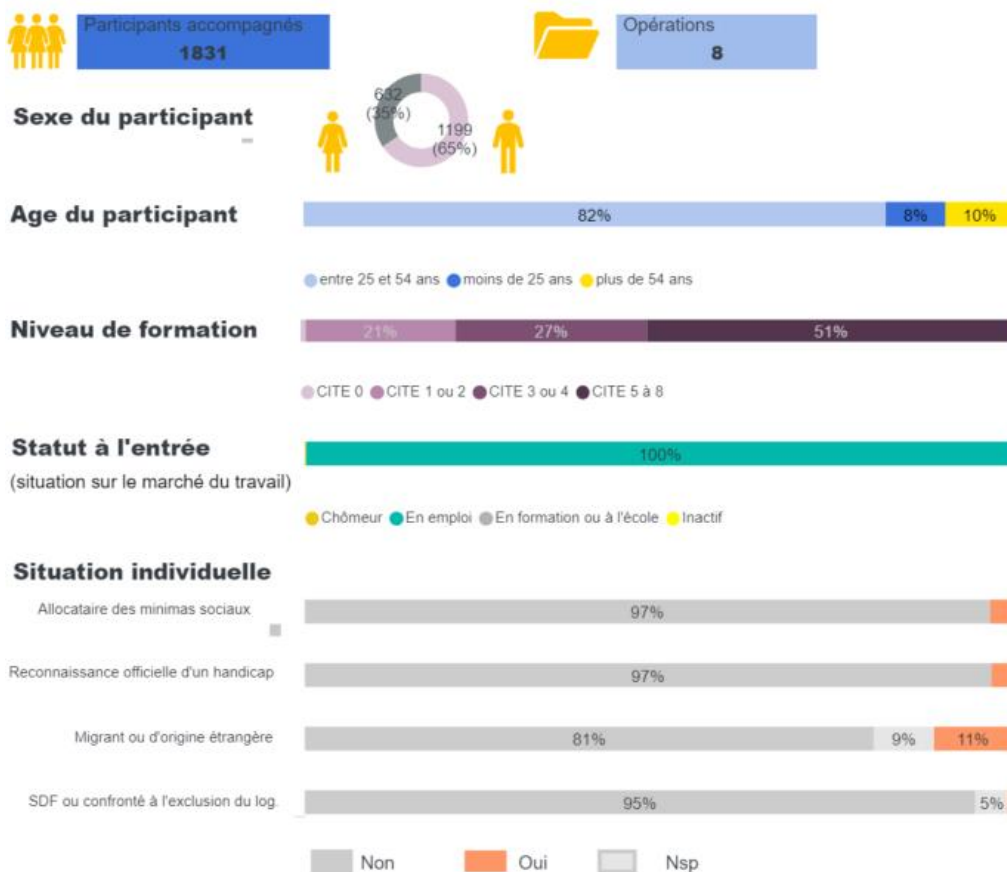 Participants accompagnés
1831
Opérations
8
Sexe du participant
632
(35%)
1199
(65%)
Age du participant
82%
8%
10%
entre 25 et 54 ans
moins de 25 ans
plus de 54 ans
Niveau de formation
21%
27%
51%
CITE 0
CITE 1 ou 2
CITE 3 ou 4
CITE 5 à 8
Statut à l'entrée
(situation sur le marché du travail)
100%
Chômeur
En emploi
En formation ou à l'école
Inactif
Situation individuelle
Allocataire des minimas sociaux
97%
Reconnaissance officielle d'un handicap
97%
Migrant ou d'origine étrangère
81%
9%
11%
SDF ou confronté à l'exclusion du log.
95%
5%
Non
Oui
Nsp